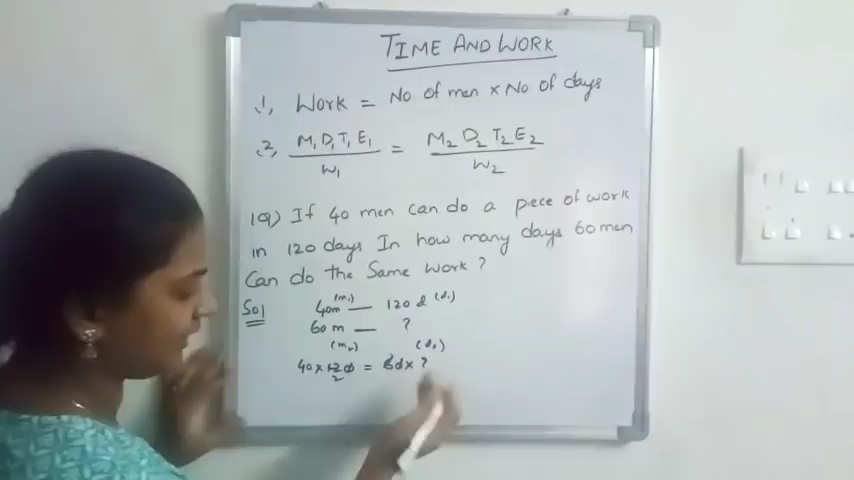 TIME AND WORK
1, Work = No of men × No of days
2, M₁D₁T₁E₁ / W₁ = M₂D₂T₂E₂ / W₂
1Q) If 40 men can do a piece of work
in 120 days In how many days 60 men
can do the Same work ?
Sol
40m (m₁) — 120 d (d₁)
60 m — ?
(m₂) (d₂)
40 × 120 = 60 × ?
2